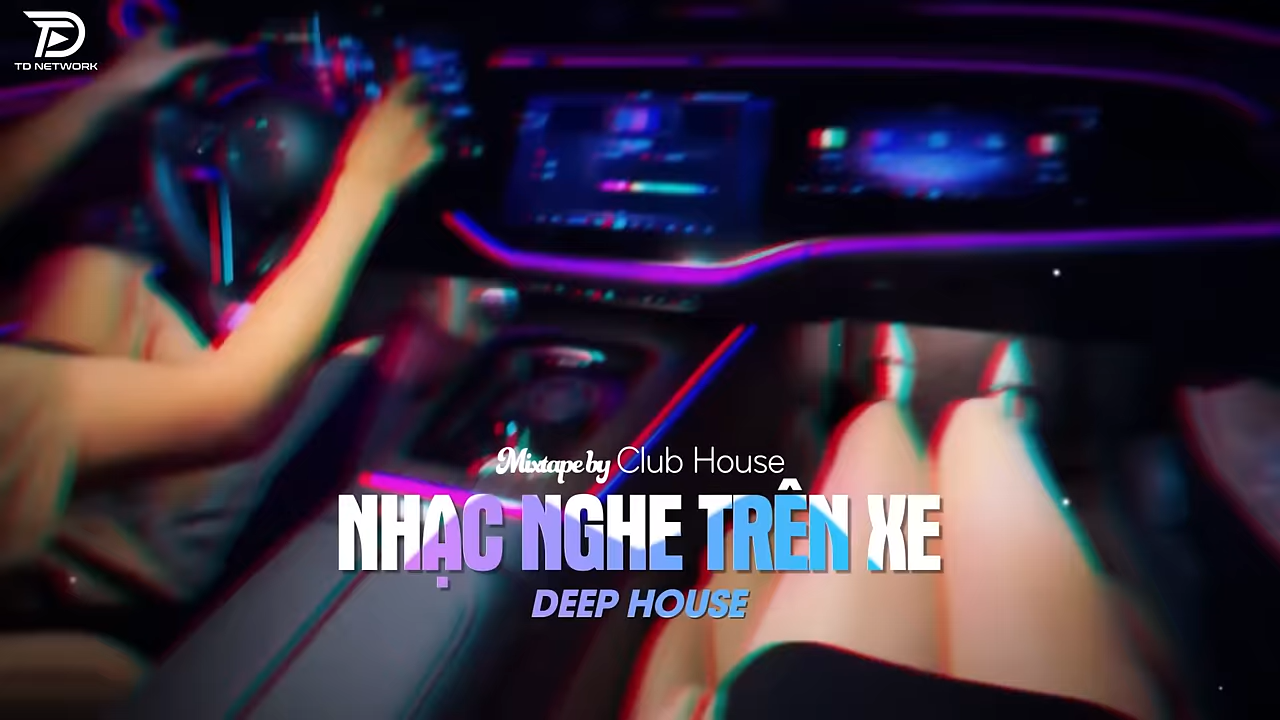 TD NETWORK
Mixtape by Club House
NHẠC NGHE TRÊN XE
DEEP HOUSE